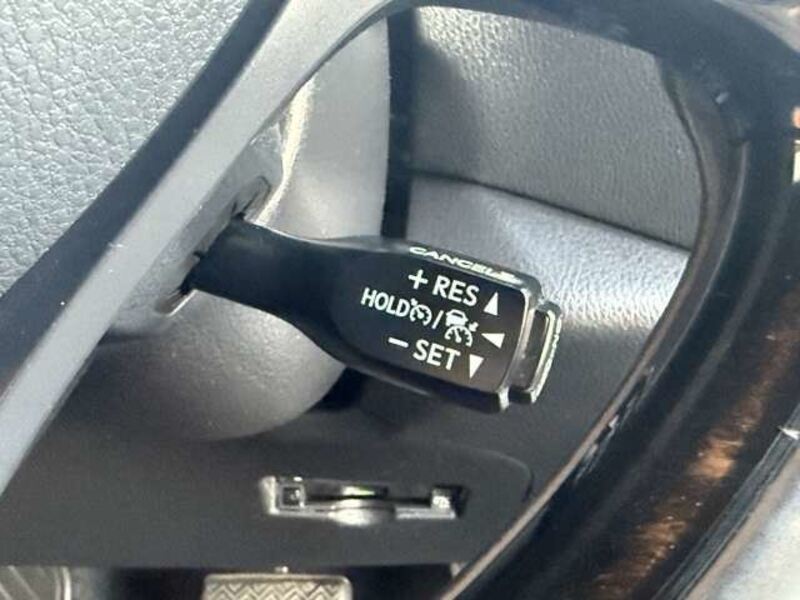 CANCEL
+ RES ▲
HOLD / ◀
− SET ▼